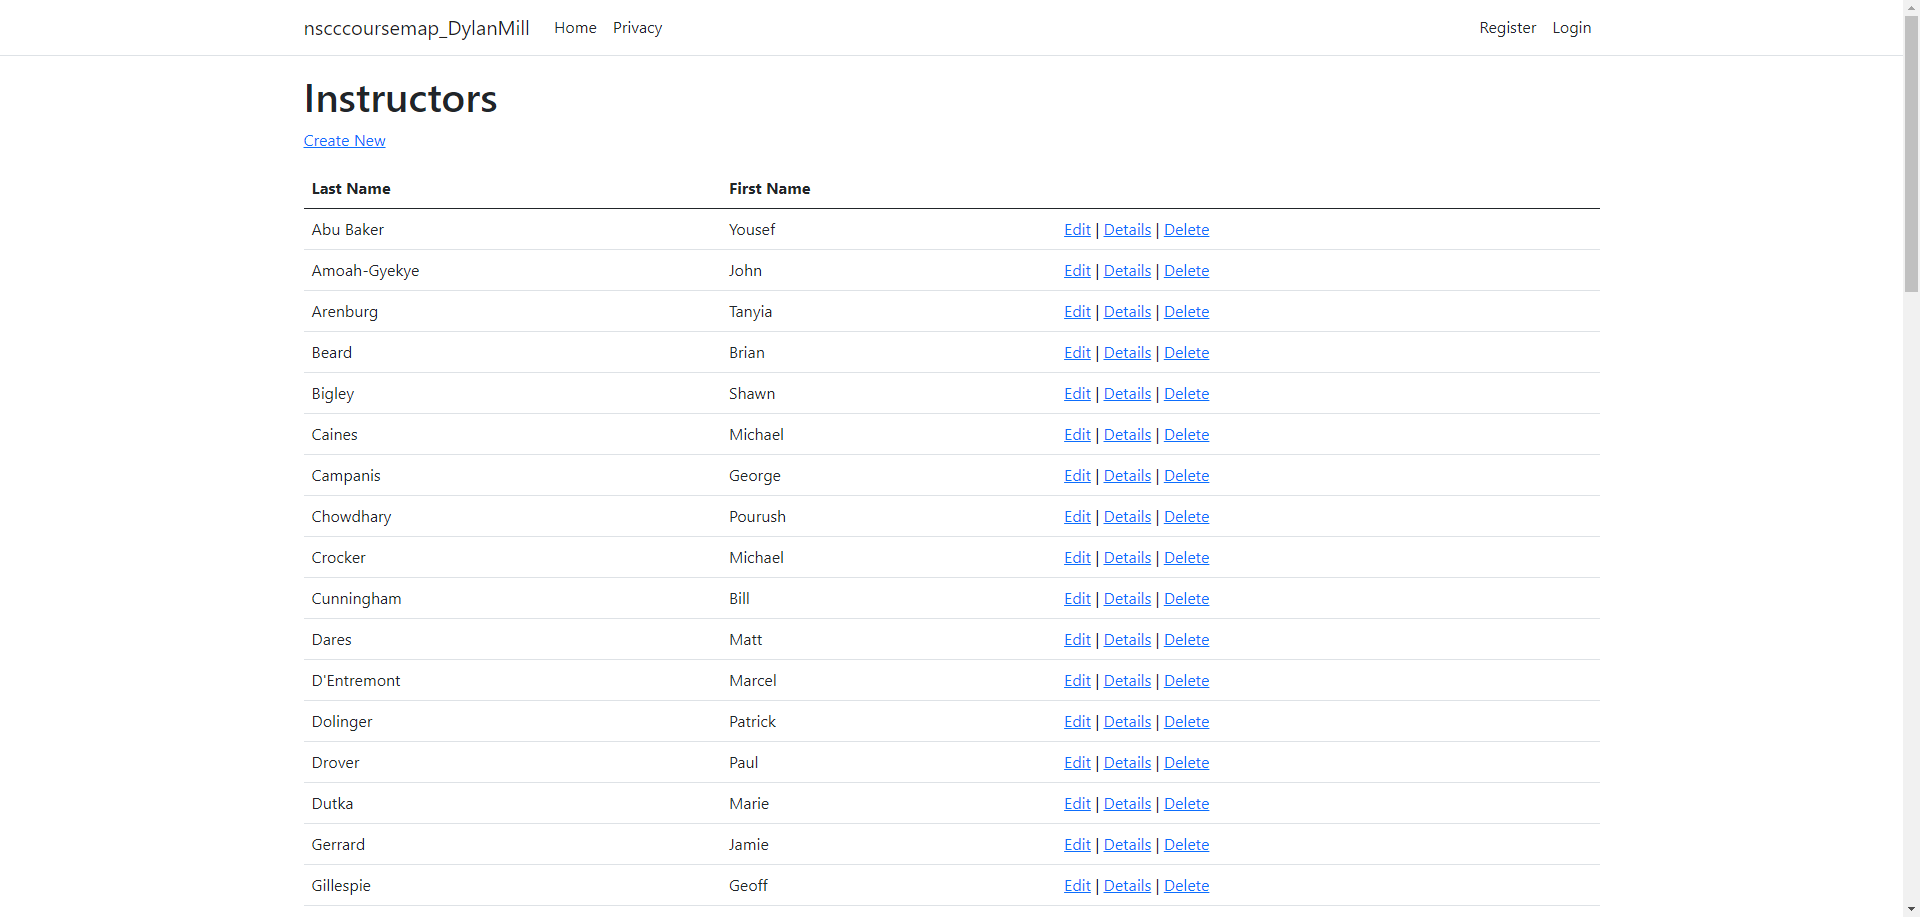 nscccoursemap_DylanMill Home Privacy Register Login
Instructors
Create New
Last Name First Name
Abu Baker Yousef Edit | Details | Delete
Amoah-Gyekye John Edit | Details | Delete
Arenburg Tanyia Edit | Details | Delete
Beard Brian Edit | Details | Delete
Bigley Shawn Edit | Details | Delete
Caines Michael Edit | Details | Delete
Campanis George Edit | Details | Delete
Chowdhary Pourush Edit | Details | Delete
Crocker Michael Edit | Details | Delete
Cunningham Bill Edit | Details | Delete
Dares Matt Edit | Details | Delete
D'Entremont Marcel Edit | Details | Delete
Dolinger Patrick Edit | Details | Delete
Drover Paul Edit | Details | Delete
Dutka Marie Edit | Details | Delete
Gerrard Jamie Edit | Details | Delete
Gillespie Geoff Edit | Details | Delete